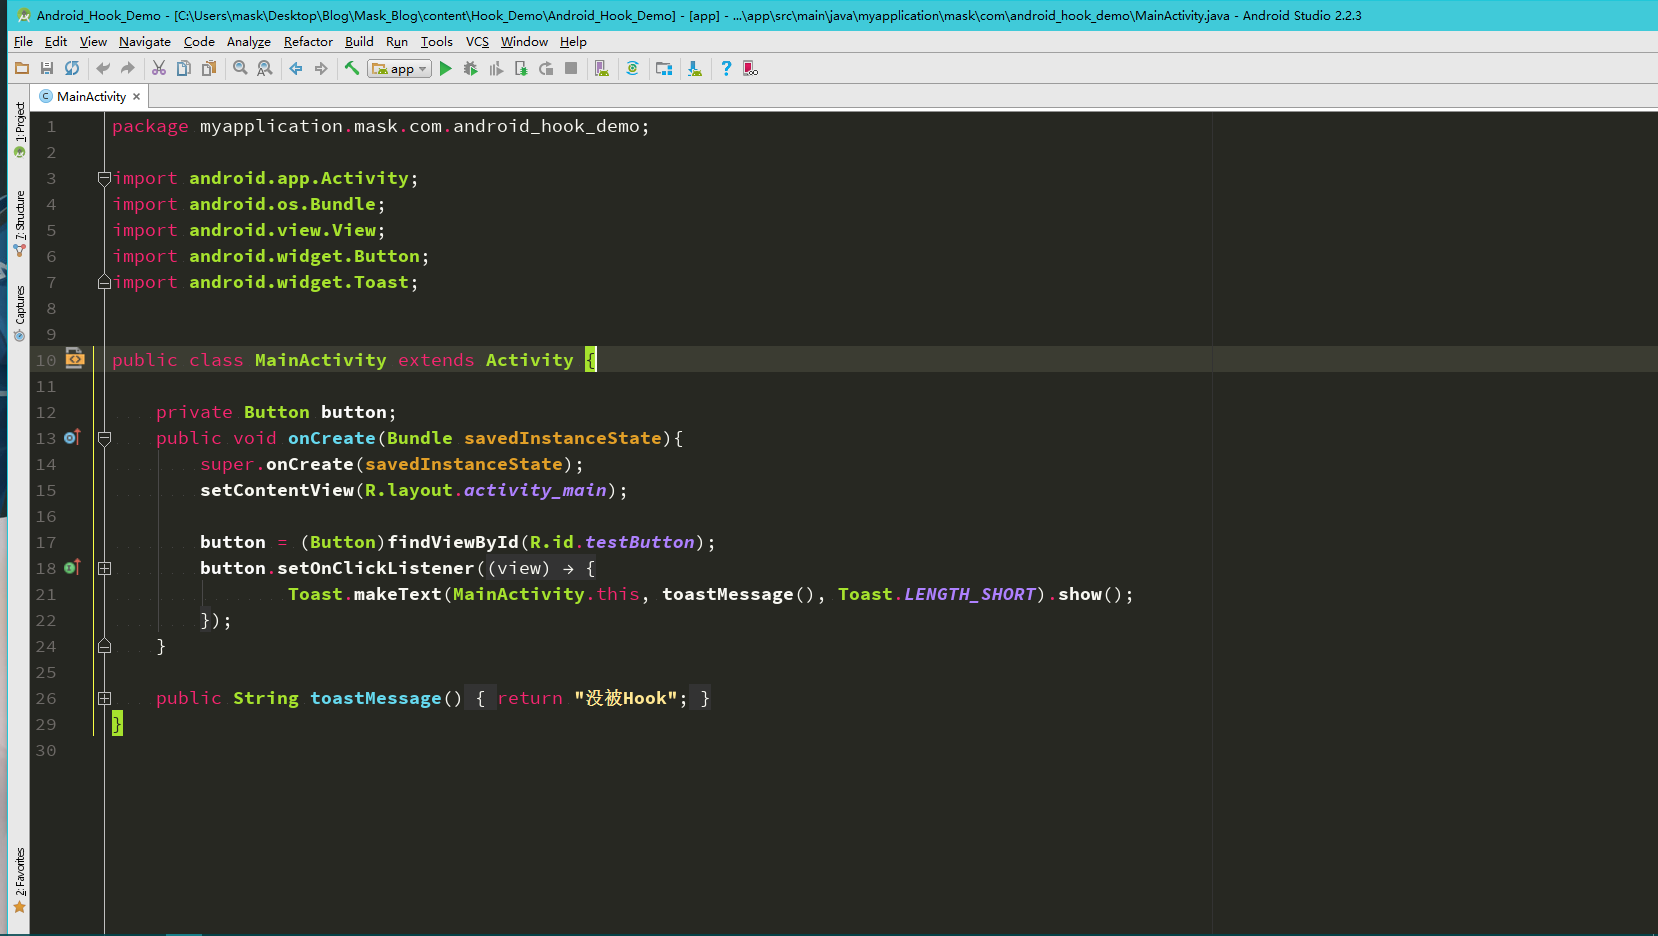 Android_Hook_Demo - [C:\Users\mask\Desktop\Blog\Mask_Blog\content\Hook_Demo\Android_Hook_Demo] - [app] - ...\app\src\main\java\myapplication\mask\com\android_hook_demo\MainActivity.java - Android Studio 2.2.3
File Edit View Navigate Code Analyze Refactor Build Run Tools VCS Window Help
app
MainActivity
1: Project
7: Structure
Captures
2: Favorites
1 package myapplication.mask.com.android_hook_demo;
2
3 import android.app.Activity;
4 import android.os.Bundle;
5 import android.view.View;
6 import android.widget.Button;
7 import android.widget.Toast;
8
9
10 public class MainActivity extends Activity {
11
12 private Button button;
13 public void onCreate(Bundle savedInstanceState){
14 super.onCreate(savedInstanceState);
15 setContentView(R.layout.activity_main);
16
17 button = (Button)findViewById(R.id.testButton);
18 button.setOnClickListener((view) → {
21 Toast.makeText(MainActivity.this, toastMessage(), Toast.LENGTH_SHORT).show();
22 });
24 }
25
26 public String toastMessage() { return "没被Hook"; }
29 }
30